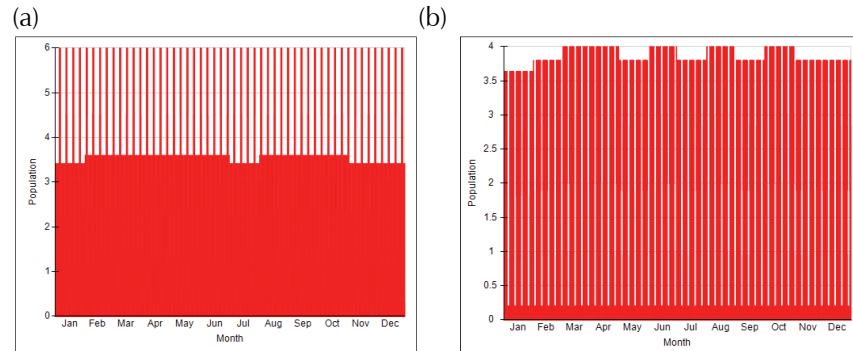 (a)
(b)
6
5
4
3
2
1
0
Population
Jan Feb Mar Apr May Jun Jul Aug Sep Oct Nov Dec
Month
4
3.5
3
2.5
2
1.5
1
0.5
0
Population
Jan Feb Mar Apr May Jun Jul Aug Sep Oct Nov Dec
Month